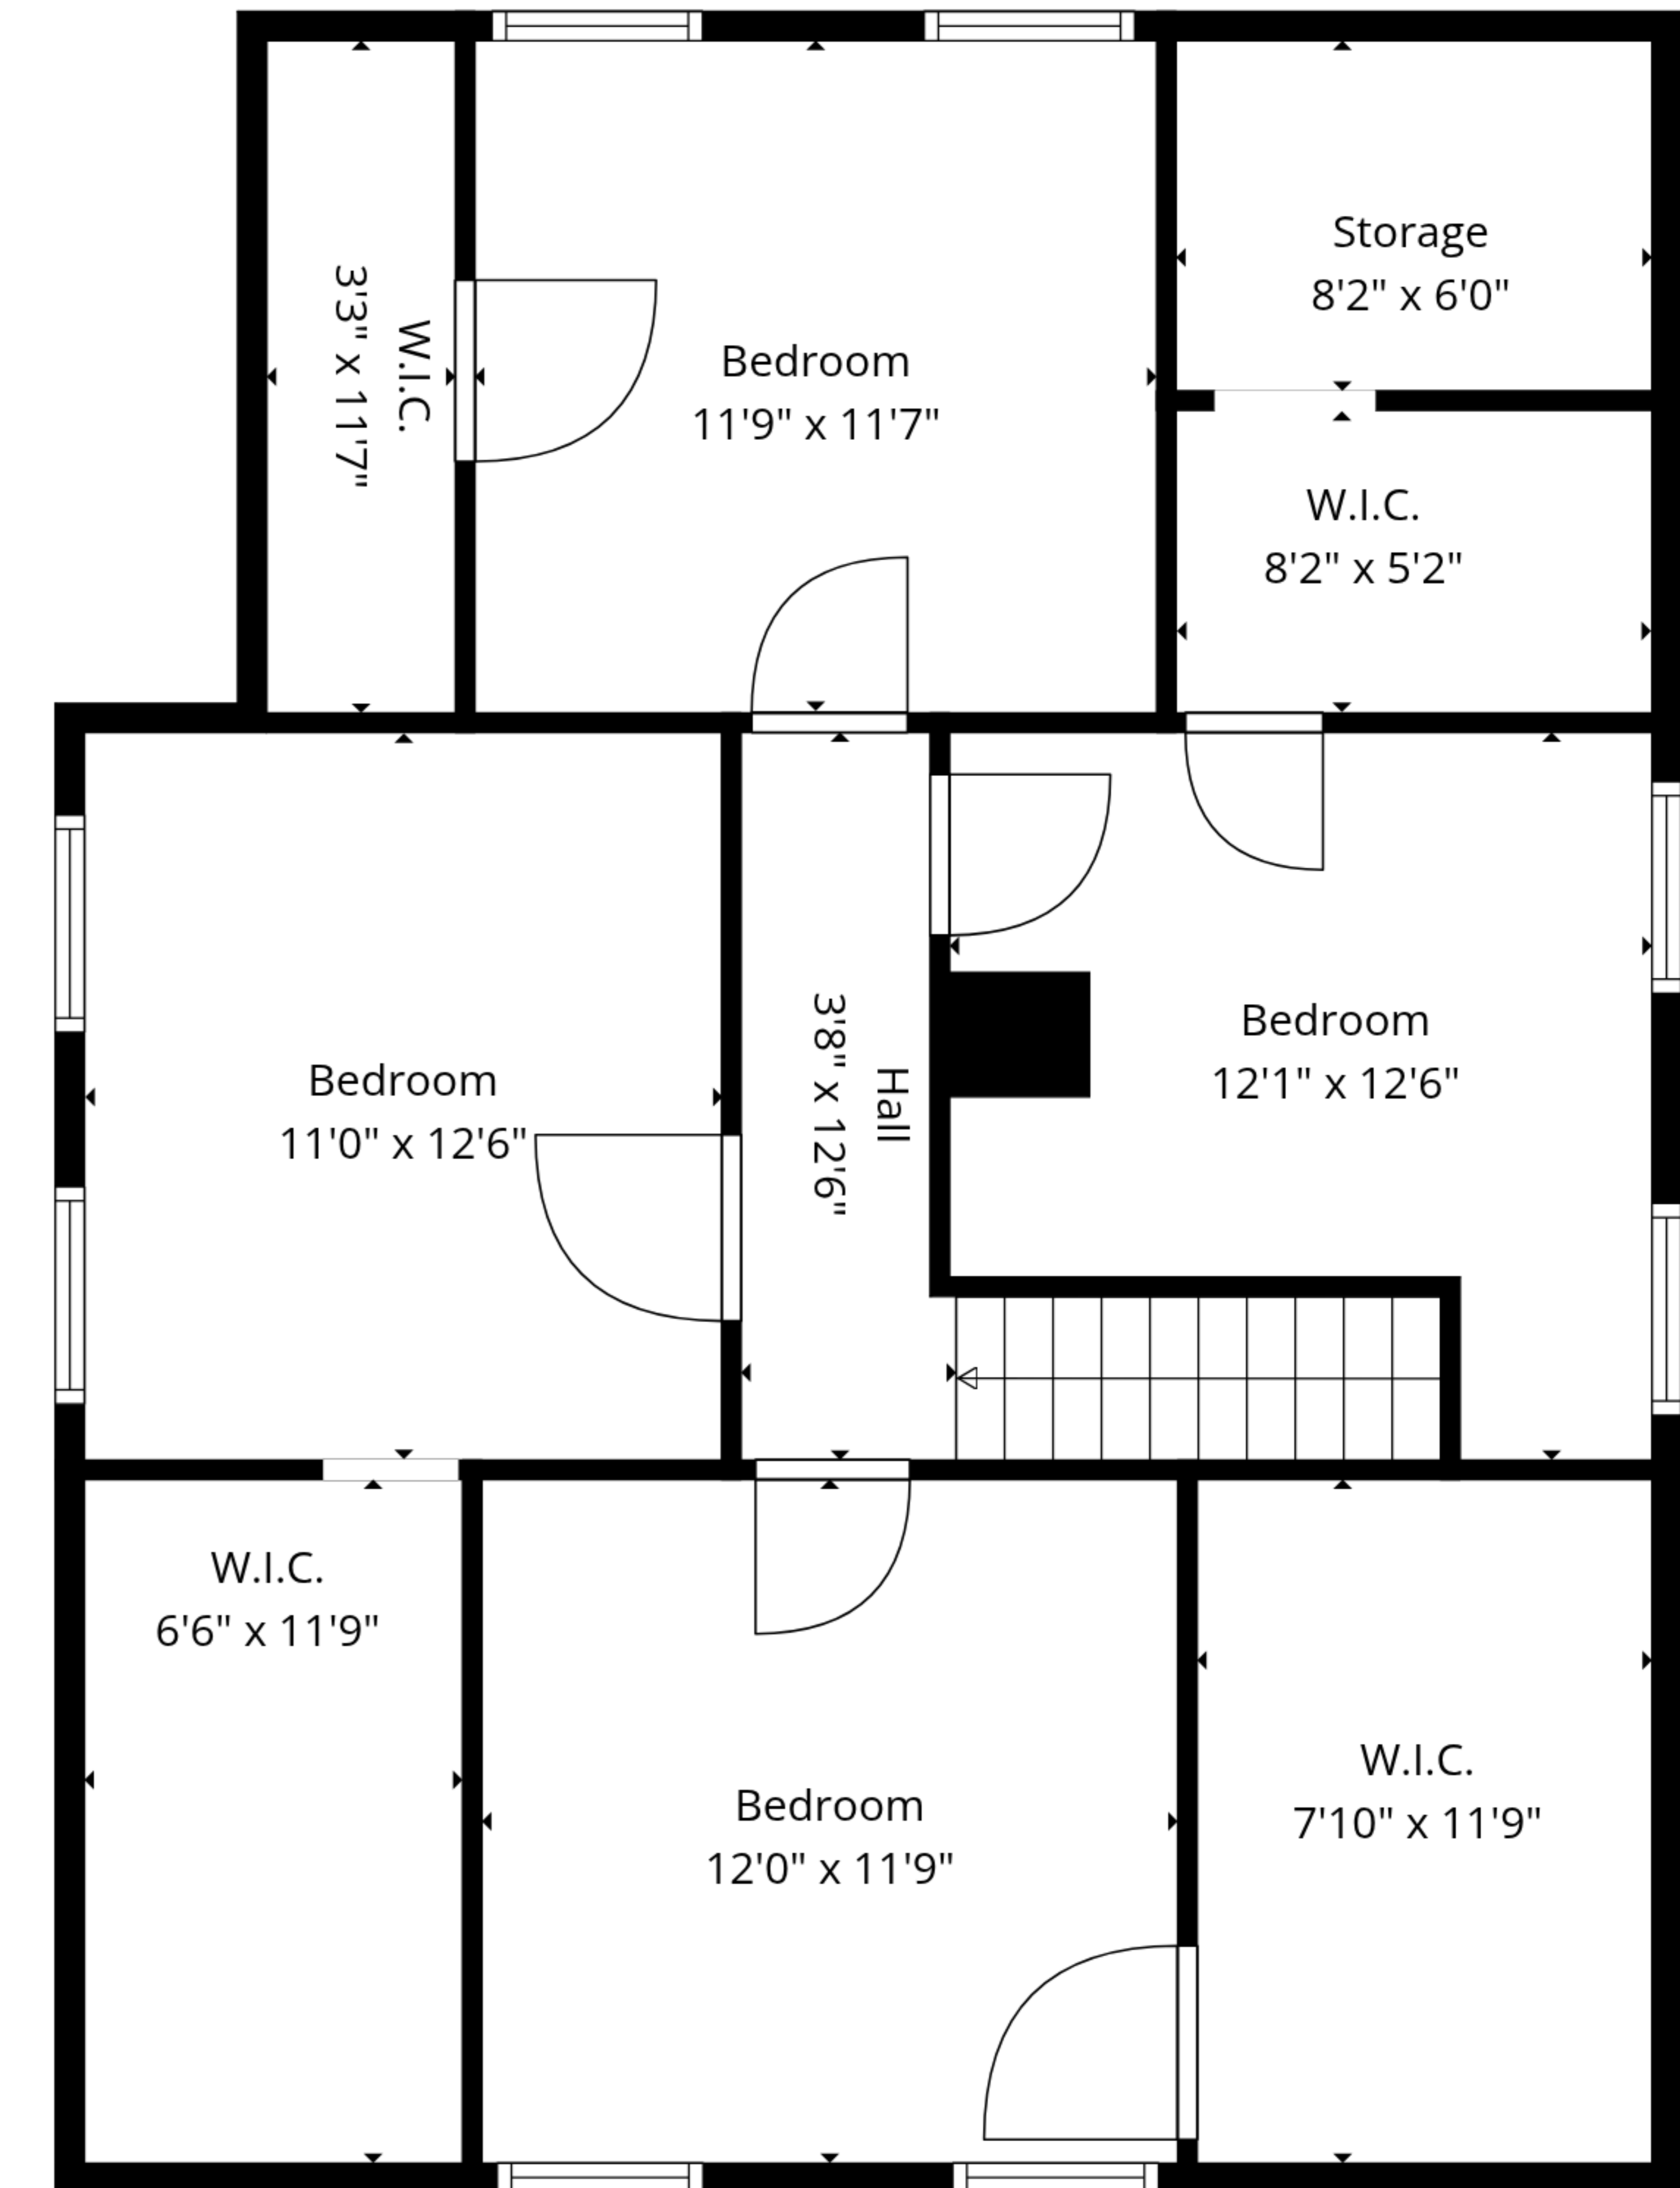 Storage
8'2" x 6'0"
W.I.C.
3'3" x 11'7"
Bedroom
11'9" x 11'7"
W.I.C.
8'2" x 5'2"
Bedroom
11'0" x 12'6"
Hall
3'8" x 12'6"
Bedroom
12'1" x 12'6"
W.I.C.
6'6" x 11'9"
Bedroom
12'0" x 11'9"
W.I.C.
7'10" x 11'9"